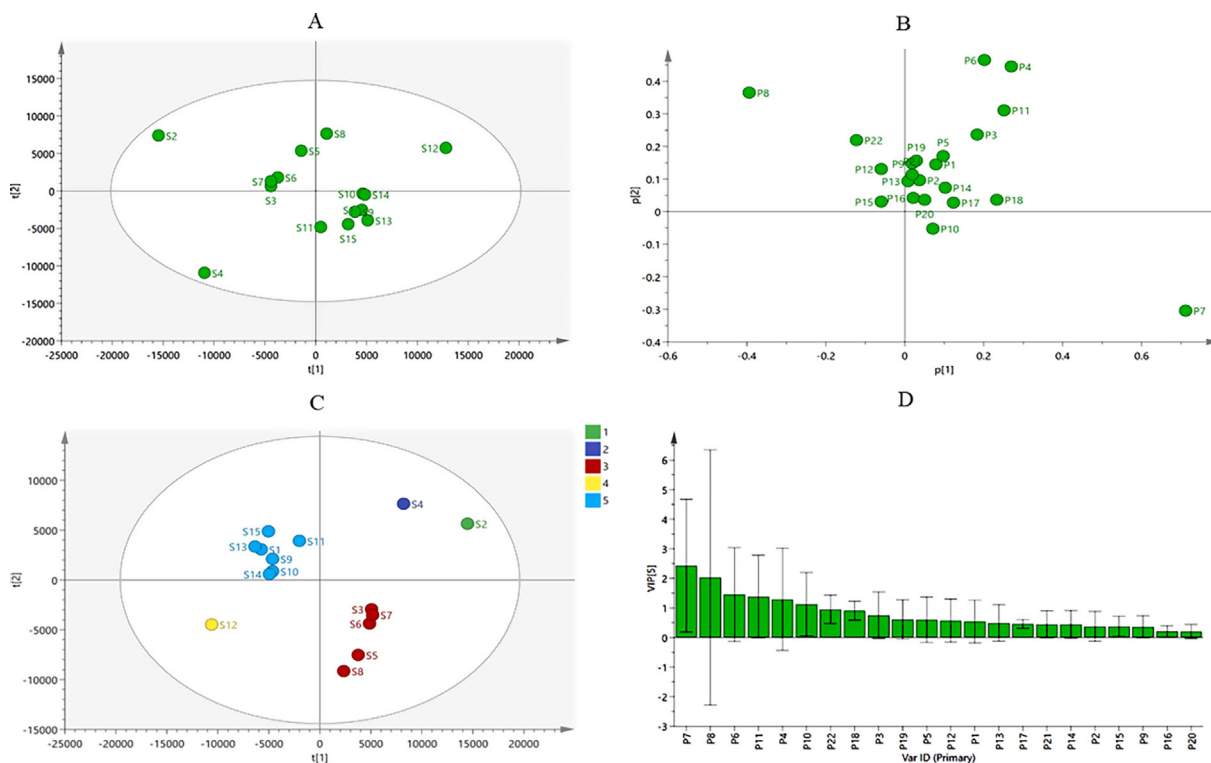 A
B
t[2]
15000
10000
5000
0
-5000
-10000
-15000
-20000
S2
S8
S5
S12
S7
S6
S3
S10
S14
S
9
S13
S11
S15
S4
-25000 -20000 -15000 -10000 -5000 0 5000 10000 15000 20000
t[1]
p[2]
0.4
0.3
0.2
0.1
0
-0.1
-0.2
-0.3
-0.4
P6
P4
P8
P11
P3
P22
P19
P5
P9
P1
P12
P13
P2
P14
P15
P16
P17
P18
P20
P10
P7
-0.6 -0.4 -0.2 0 0.2 0.4 0.6
p[1]
C
D
t[2]
10000
5000
0
-5000
-10000
-15000
S4
S2
S15
S13
S1
S11
S9
S14
S10
S12
S3
S7
S6
S5
S8
-25000 -20000 -15000 -10000 -5000 0 5000 10000 15000 20000
t[1]
1
2
3
4
5
VIP[5]
6
5
4
3
2
1
0
-1
-2
-3
P7 P8 P6 P11 P4 P10 P22 P18 P3 P19 P5 P12 P1 P13 P17 P21 P14 P2 P15 P9 P16 P20
Var ID (Primary)